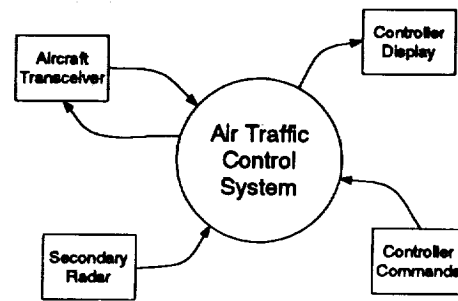 Aircraft
Transceiver
Controller
Display
Air Traffic
Control
System
Secondary
Radar
Controller
Commands